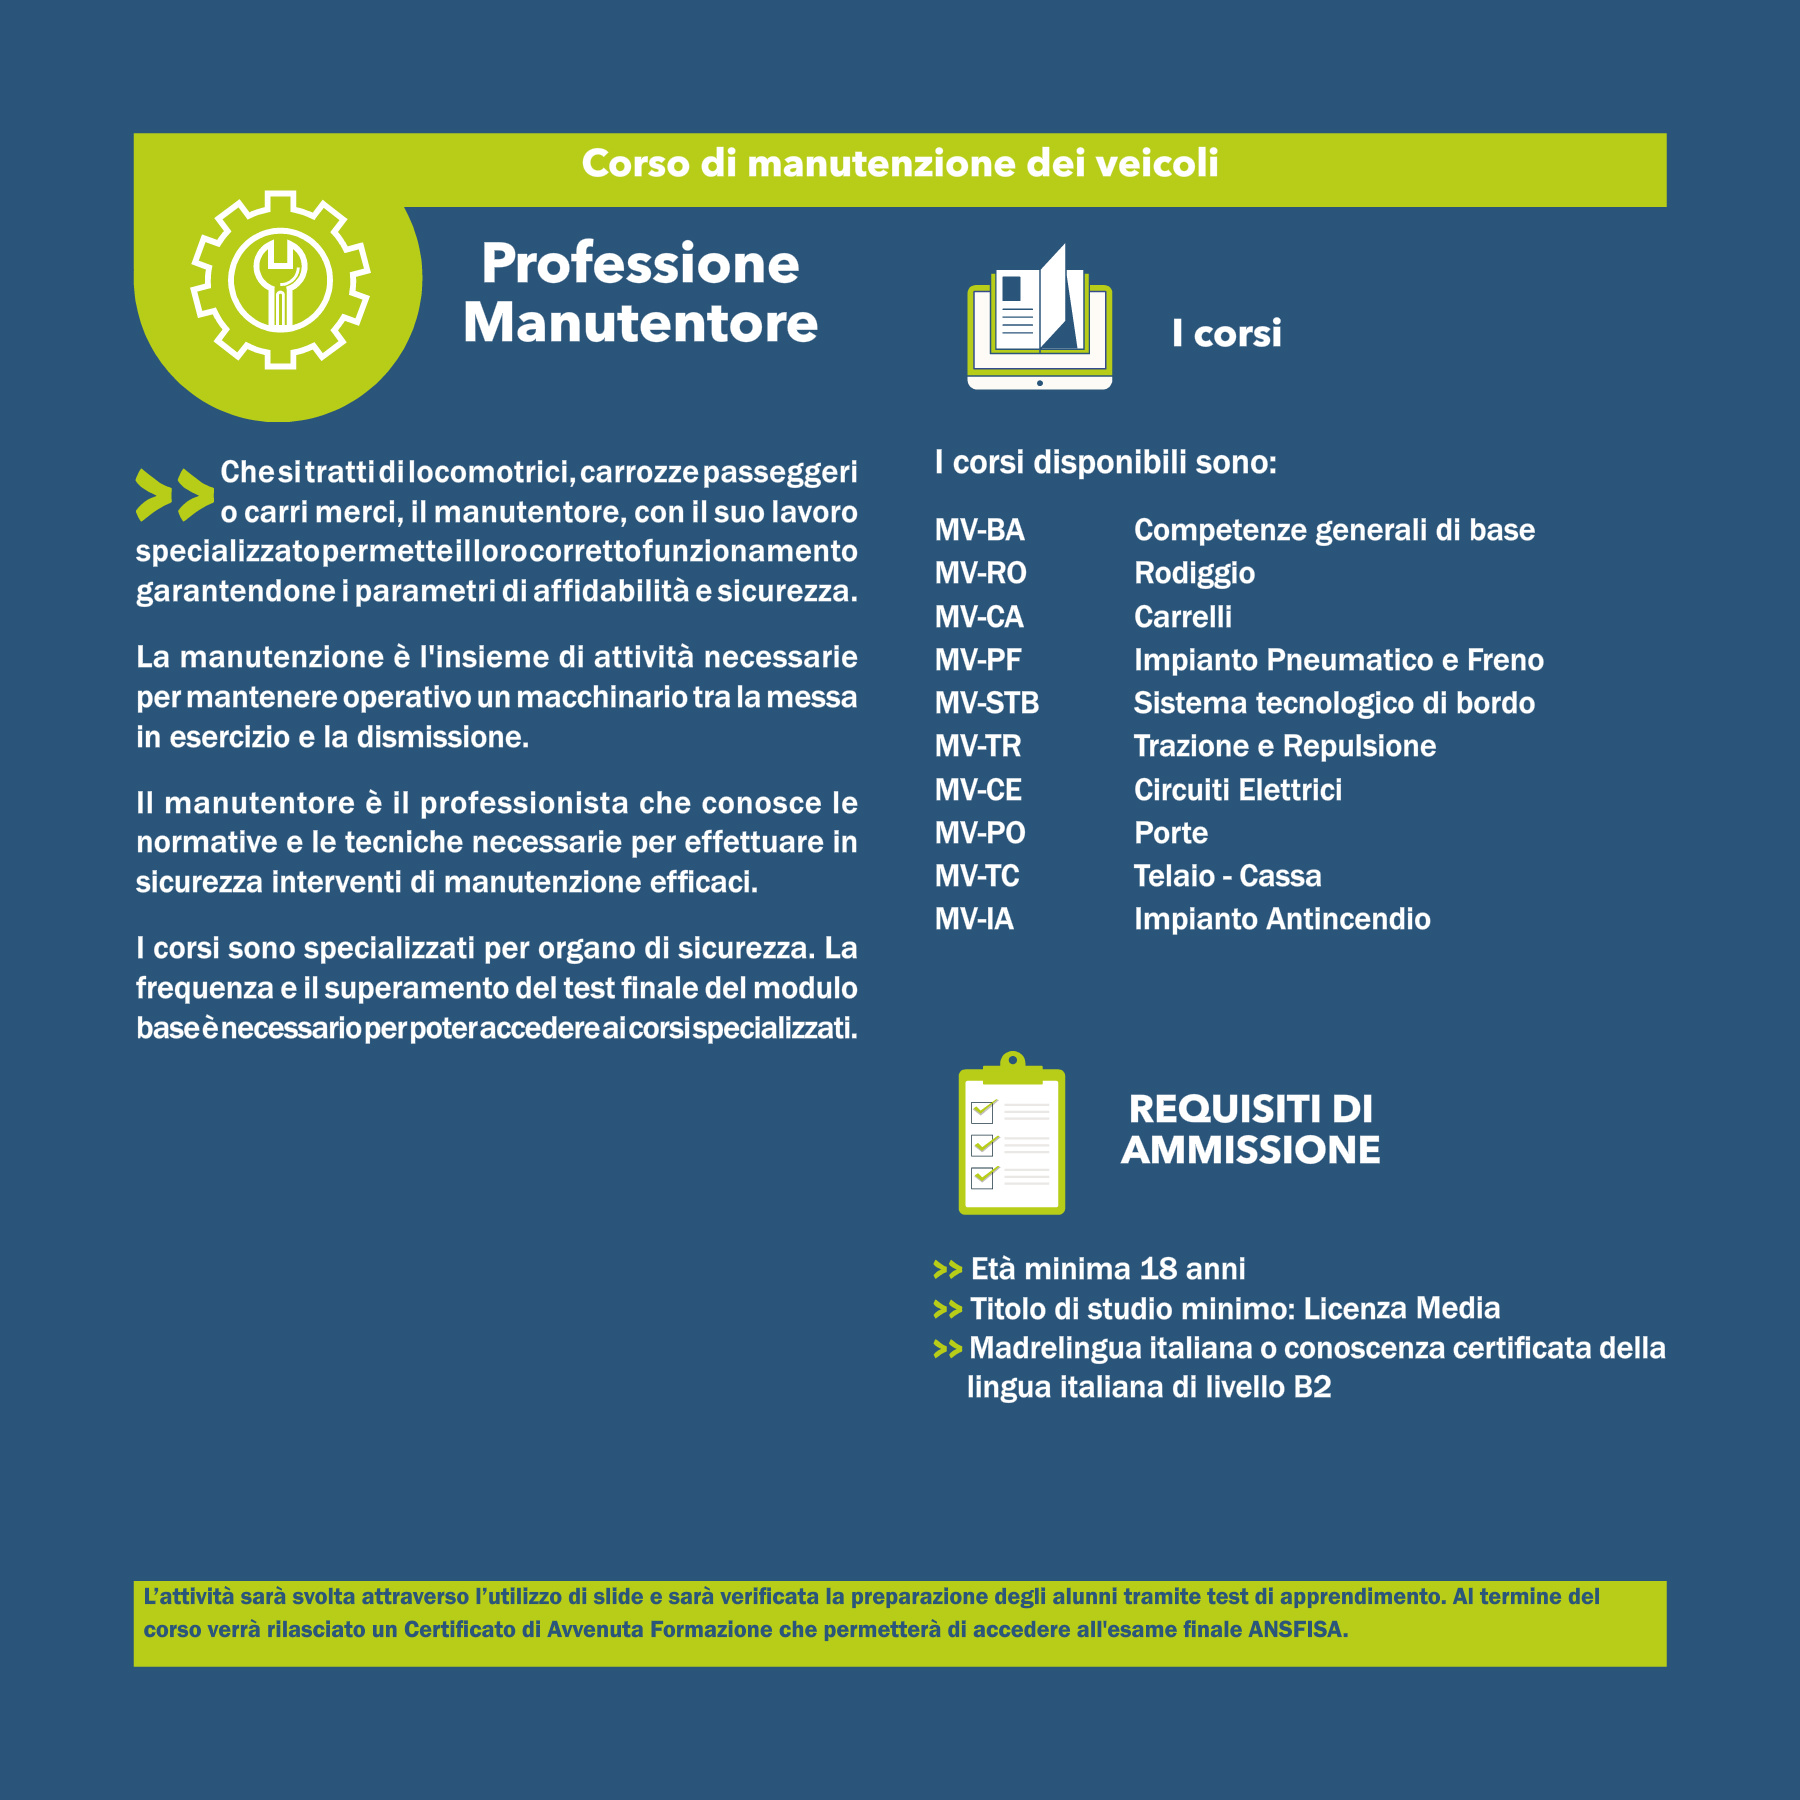 Corso di manutenzione dei veicoli
Professione
Manutentore
Che si tratti di locomotrici, carrozze passeggeri
o carri merci, il manutentore, con il suo lavoro
specializzato permette il loro corretto funzionamento
garantendone i parametri di affidabilità e sicurezza.
La manutenzione è l'insieme di attività necessarie
per mantenere operativo un macchinario tra la messa
in esercizio e la dismissione.
Il manutentore è il professionista che conosce le
normative e le tecniche necessarie per effettuare in
sicurezza interventi di manutenzione efficaci.
I corsi sono specializzati per organo di sicurezza. La
frequenza e il superamento del test finale del modulo
base è necessario per poter accedere ai corsi specializzati.
I corsi
I corsi disponibili sono:
MV-BA Competenze generali di base
MV-RO Rodiggio
MV-CA Carrelli
MV-PF Impianto Pneumatico e Freno
MV-STB Sistema tecnologico di bordo
MV-TR Trazione e Repulsione
MV-CE Circuiti Elettrici
MV-PO Porte
MV-TC Telaio - Cassa
MV-IA Impianto Antincendio
REQUISITI DI
AMMISSIONE
>> Età minima 18 anni
>> Titolo di studio minimo: Licenza Media
>> Madrelingua italiana o conoscenza certificata della
lingua italiana di livello B2
L’attività sarà svolta attraverso l’utilizzo di slide e sarà verificata la preparazione degli alunni tramite test di apprendimento. Al termine del
corso verrà rilasciato un Certificato di Avvenuta Formazione che permetterà di accedere all'esame finale ANSFISA.